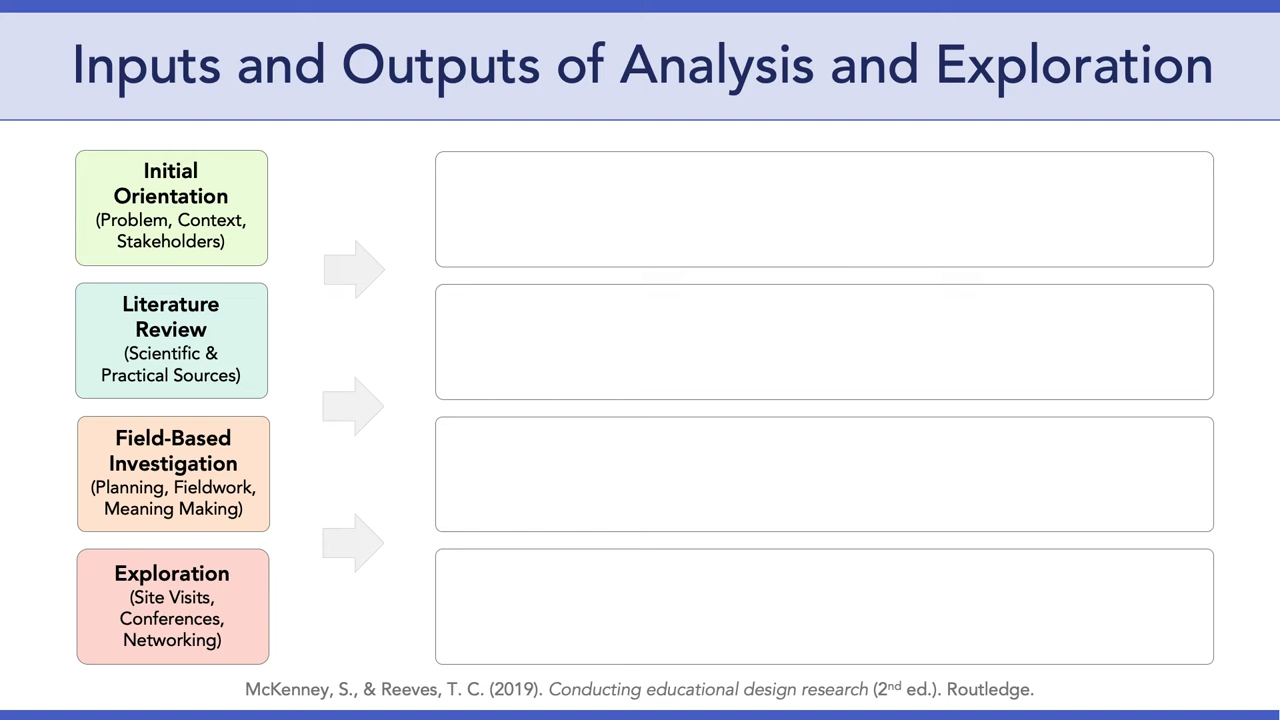 Inputs and Outputs of Analysis and Exploration
Initial
Orientation
(Problem, Context,
Stakeholders)
Literature
Review
(Scientific &
Practical Sources)
Field-Based
Investigation
(Planning, Fieldwork,
Meaning Making)
Exploration
(Site Visits,
Conferences,
Networking)
McKenney, S., & Reeves, T. C. (2019). Conducting educational design research (2nd ed.). Routledge.